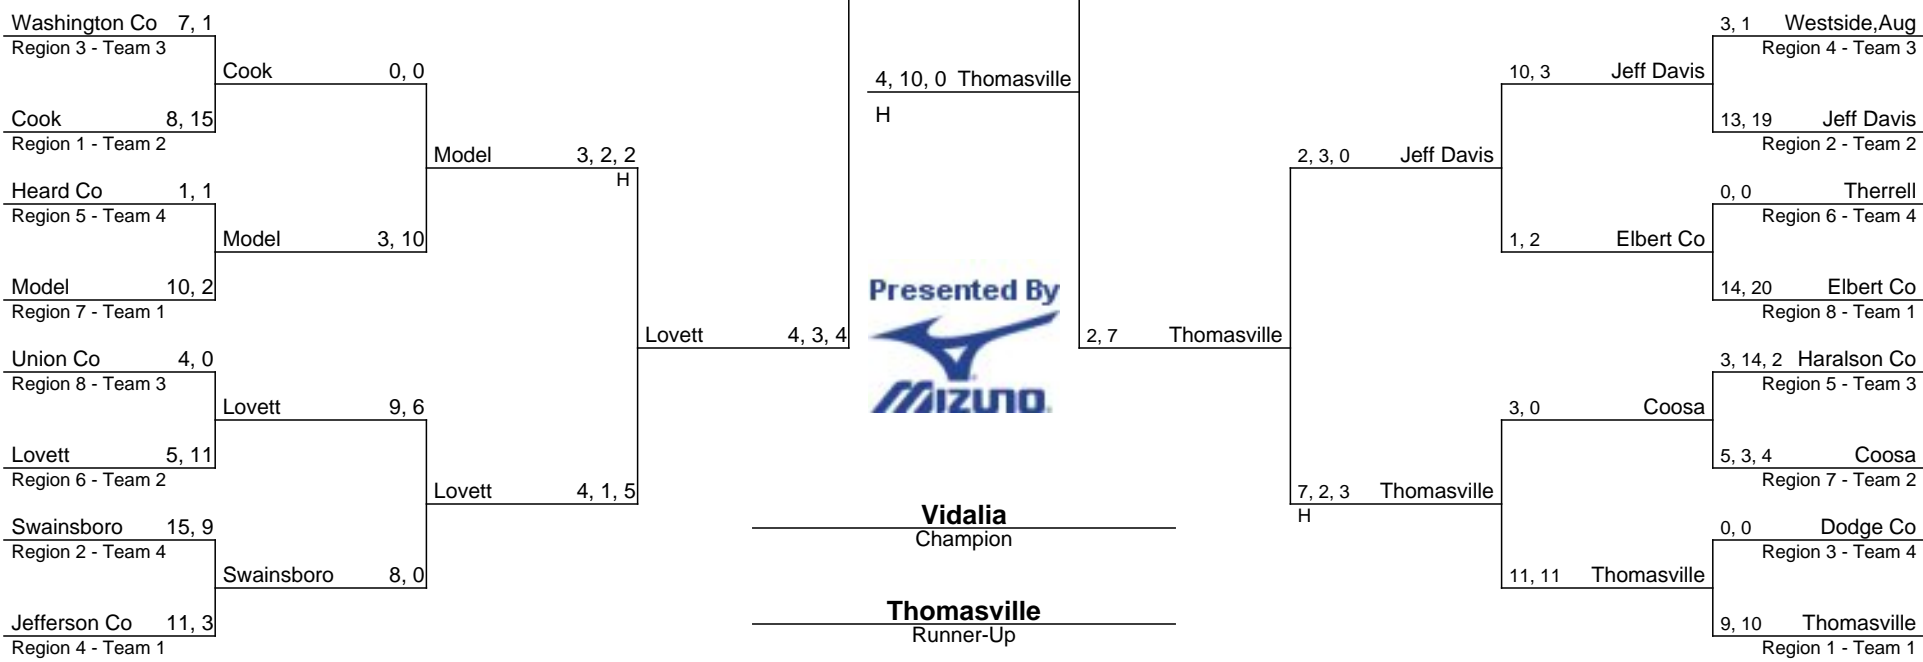 Washington Co 7, 1
Region 3 - Team 3
Cook 0, 0
Cook 8, 15
Region 1 - Team 2
Model 3, 2, 2
H
Heard Co 1, 1
Region 5 - Team 4
Model 3, 10
Model 10, 2
Region 7 - Team 1
Lovett 4, 3, 4
Union Co 4, 0
Region 8 - Team 3
Lovett 9, 6
Lovett 5, 11
Region 6 - Team 2
Lovett 4, 1, 5
Swainsboro 15, 9
Region 2 - Team 4
Swainsboro 8, 0
Jefferson Co 11, 3
Region 4 - Team 1
4, 10, 0 Thomasville
H
Presented By
MIZUNO
Vidalia
Champion
Thomasville
Runner-Up
2, 7 Thomasville
2, 3, 0 Jeff Davis
7, 2, 3 Thomasville
H
10, 3 Jeff Davis
1, 2 Elbert Co
3, 0 Coosa
11, 11 Thomasville
3, 1 Westside,Aug
Region 4 - Team 3
13, 19 Jeff Davis
Region 2 - Team 2
0, 0 Therrell
Region 6 - Team 4
14, 20 Elbert Co
Region 8 - Team 1
3, 14, 2 Haralson Co
Region 5 - Team 3
5, 3, 4 Coosa
Region 7 - Team 2
0, 0 Dodge Co
Region 3 - Team 4
9, 10 Thomasville
Region 1 - Team 1